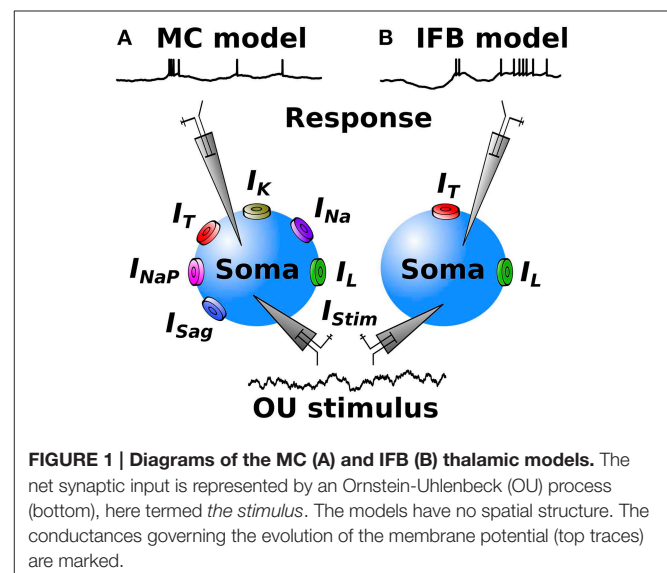 A MC model
B IFB model
Response
I_K
I_T
I_Na
I_T
I_NaP
Soma
I_L
Soma
I_L
I_Sag
I_Stim
OU stimulus
FIGURE 1 | Diagrams of the MC (A) and IFB (B) thalamic models. The
net synaptic input is represented by an Ornstein-Uhlenbeck (OU) process
(bottom), here termed the stimulus. The models have no spatial structure. The
conductances governing the evolution of the membrane potential (top traces)
are marked.